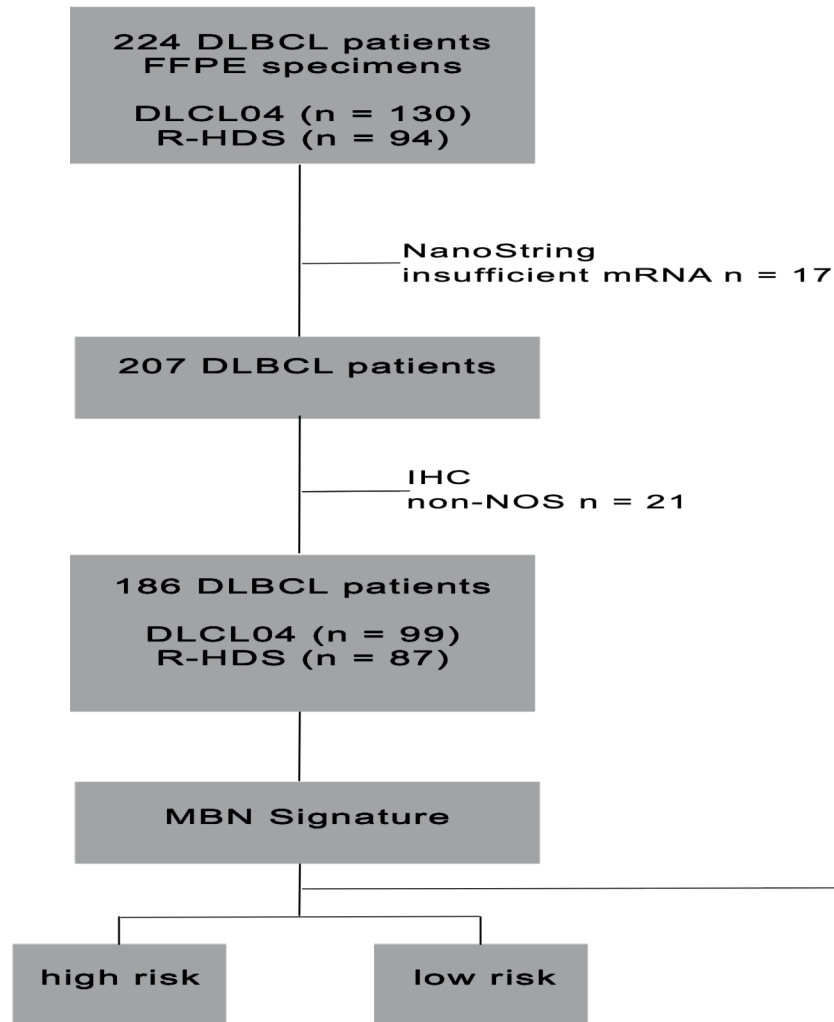 224 DLBCL patients
FFPE specimens
DLCL04 (n = 130)
R-HDS (n = 94)
NanoString
insufficient mRNA n = 17
207 DLBCL patients
IHC
non-NOS n = 21
186 DLBCL patients
DLCL04 (n = 99)
R-HDS (n = 87)
MBN Signature
high risk
low risk